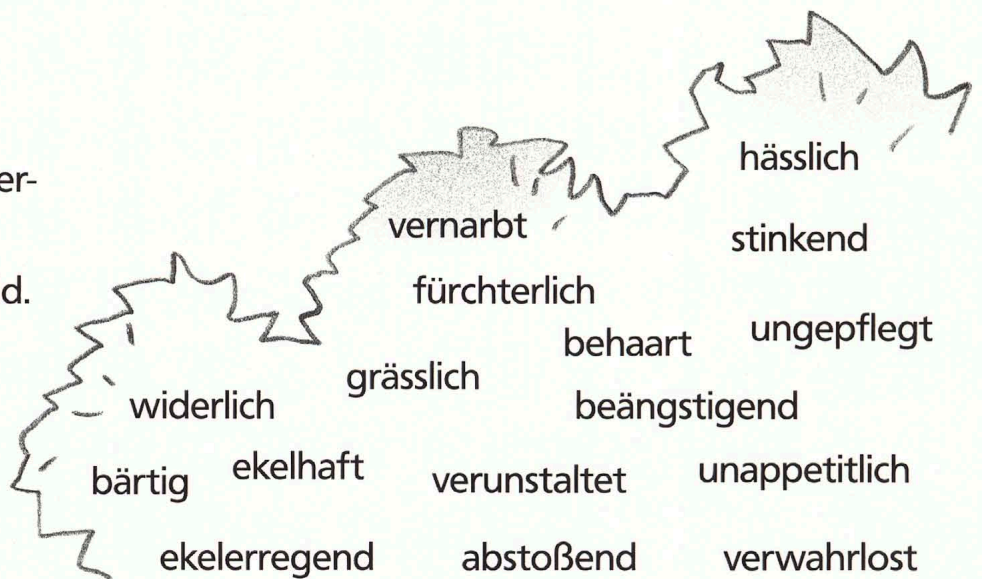 er-
d.
hässlich
vernarbt
stinkend
fürchterlich
behaart
ungepflegt
grässlich
widerlich
beängstigend
bärtig
ekelhaft
verunstaltet
unappetitlich
ekelerregend
abstoßend
verwahrlost